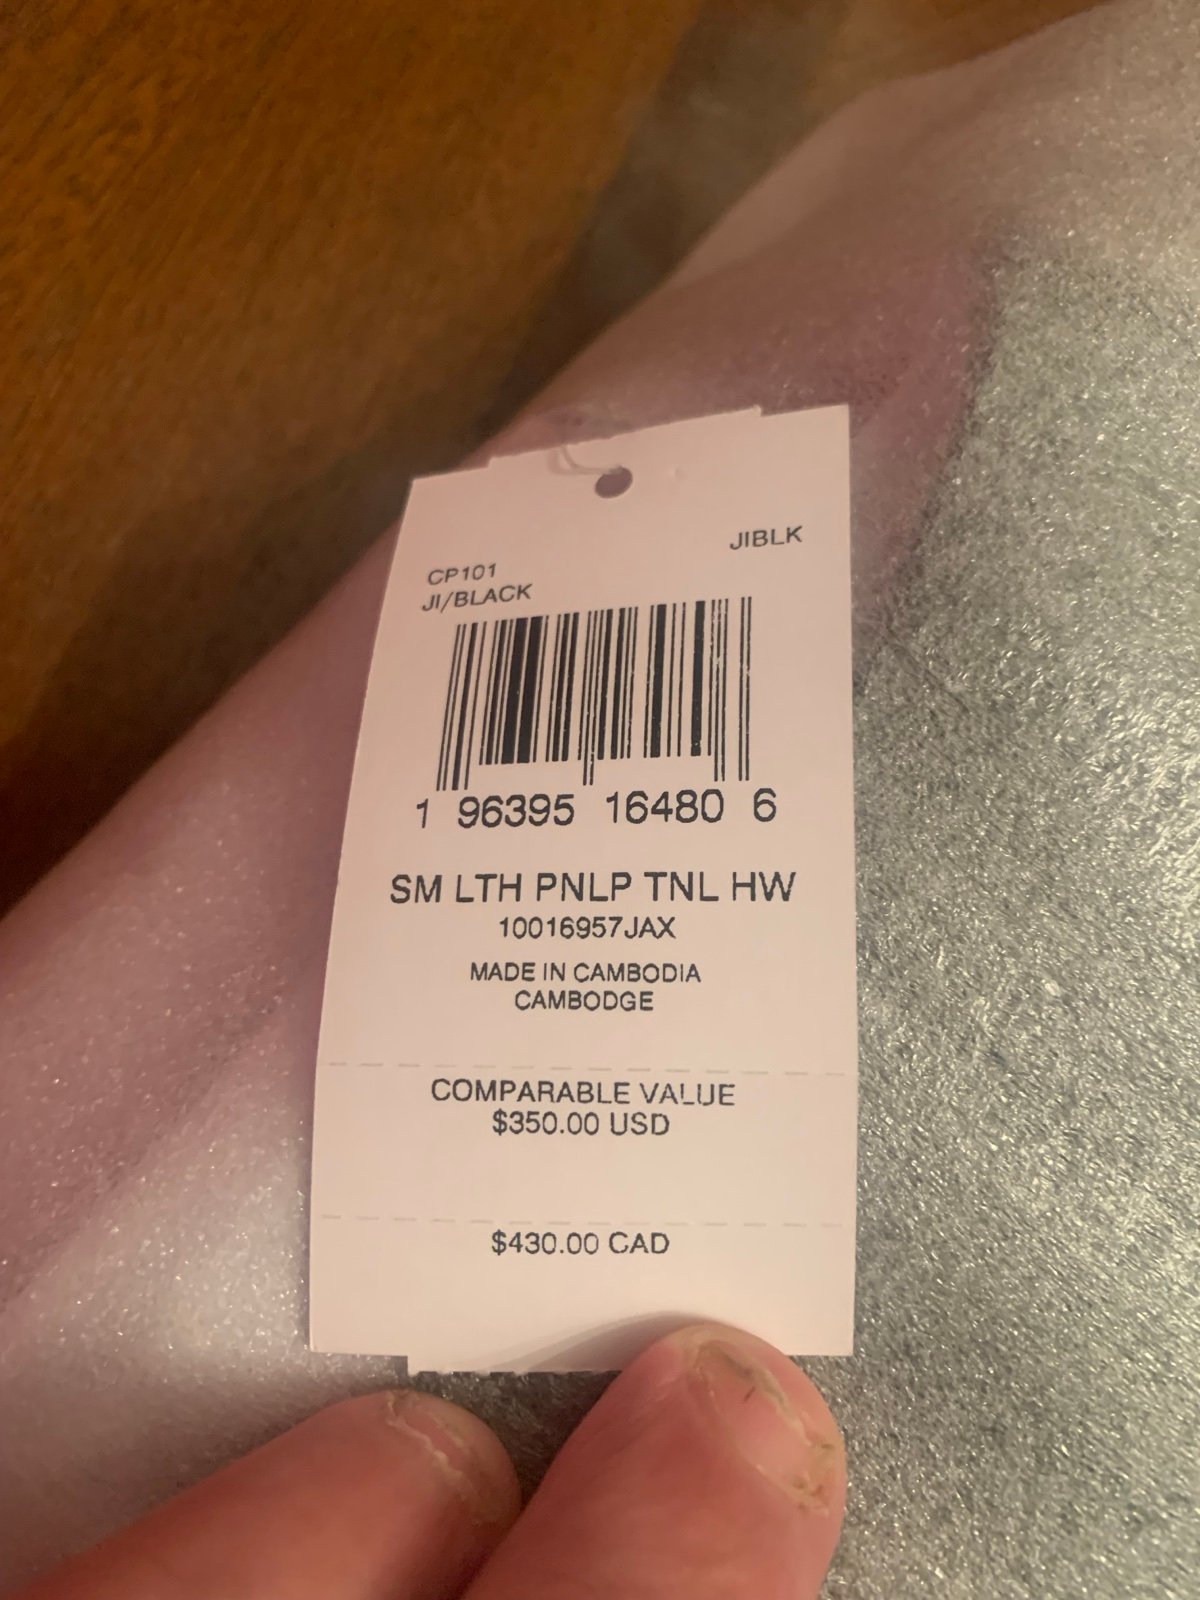 JIBLK
CP101
JI/BLACK
1 96395 16480 6
SM LTH PNLP TNL HW
10016957JAX
MADE IN CAMBODIA
CAMBODGE
COMPARABLE VALUE
$350.00 USD
$430.00 CAD